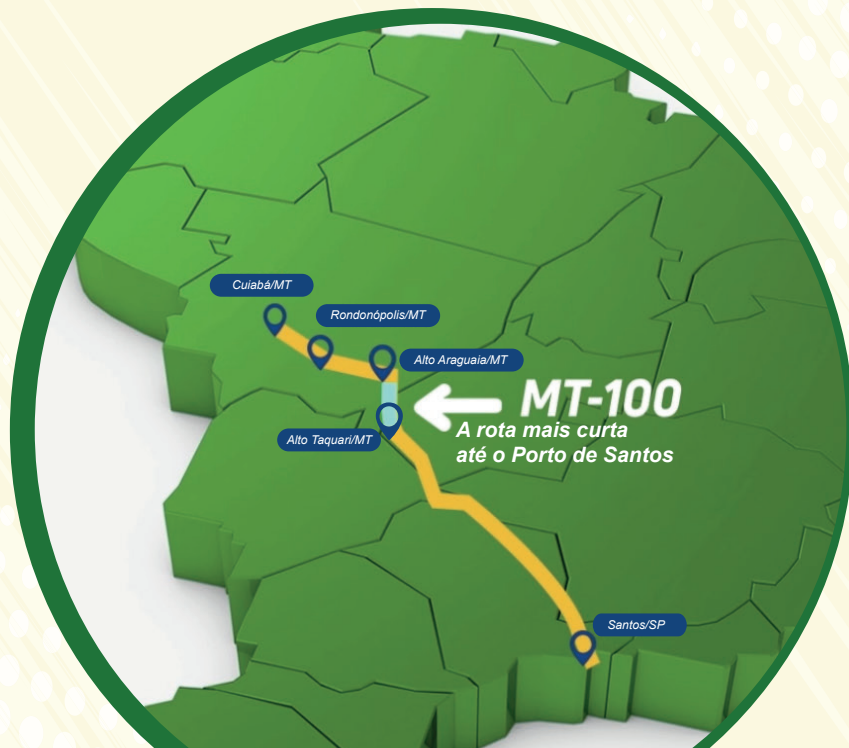 Cuiabá/MT
Rondonópolis/MT
Alto Araguaia/MT
MT-100
A rota mais curta
até o Porto de Santos
Alto Taquari/MT
Santos/SP